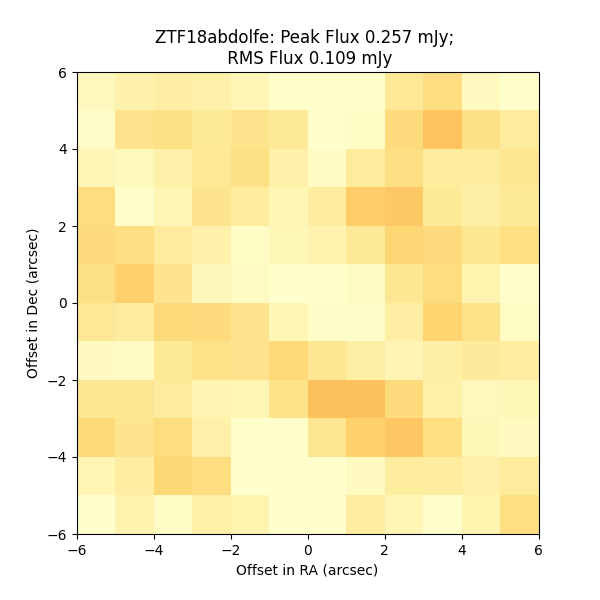 ZTF18abdolfe: Peak Flux 0.257 mJy;
RMS Flux 0.109 mJy
6
4
2
0
−2
−4
−6
Offset in Dec (arcsec)
−6 −4 −2 0 2 4 6
Offset in RA (arcsec)